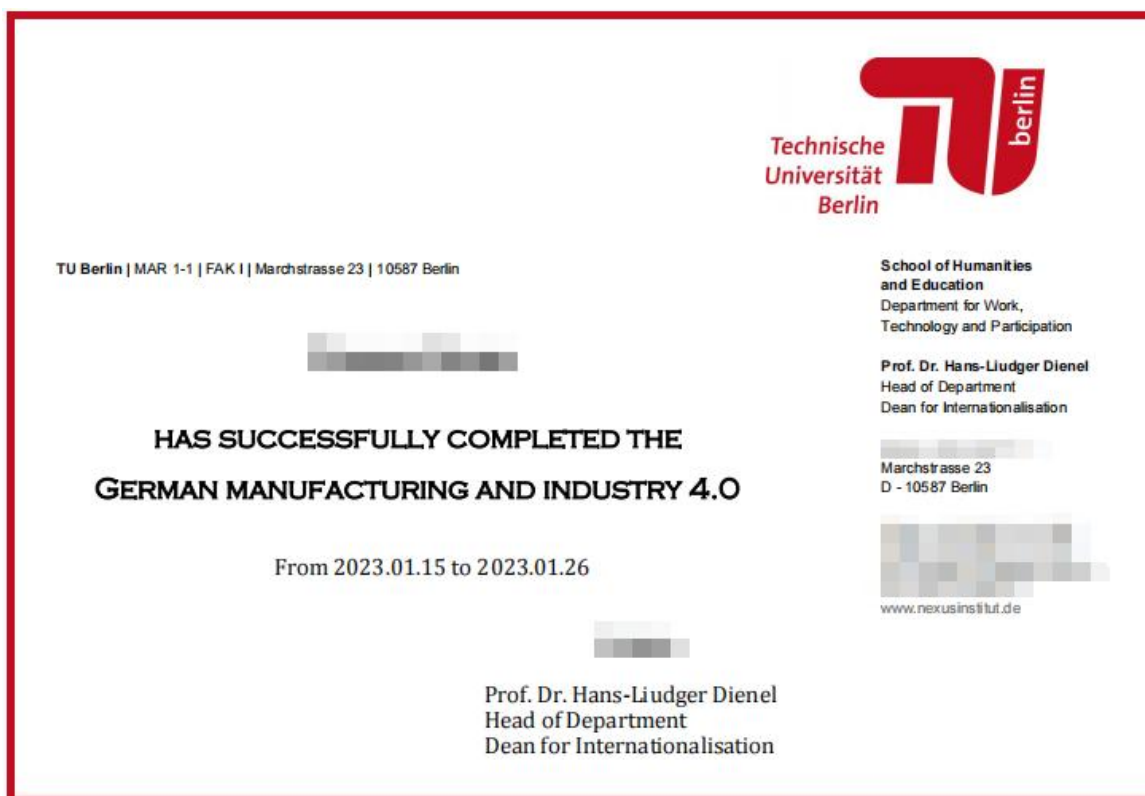 berlin
Technische
Universität
Berlin
TU Berlin | MAR 1-1 | FAK I | Marchstrasse 23 | 10587 Berlin
HAS SUCCESSFULLY COMPLETED THE
GERMAN MANUFACTURING AND INDUSTRY 4.0
From 2023.01.15 to 2023.01.26
Prof. Dr. Hans-Liudger Dienel
Head of Department
Dean for Internationalisation
School of Humanities
and Education
Department for Work,
Technology and Participation
Prof. Dr. Hans-Liudger Dienel
Head of Department
Dean for Internationalisation
Marchstrasse 23
D - 10587 Berlin
www.nexusinstitut.de